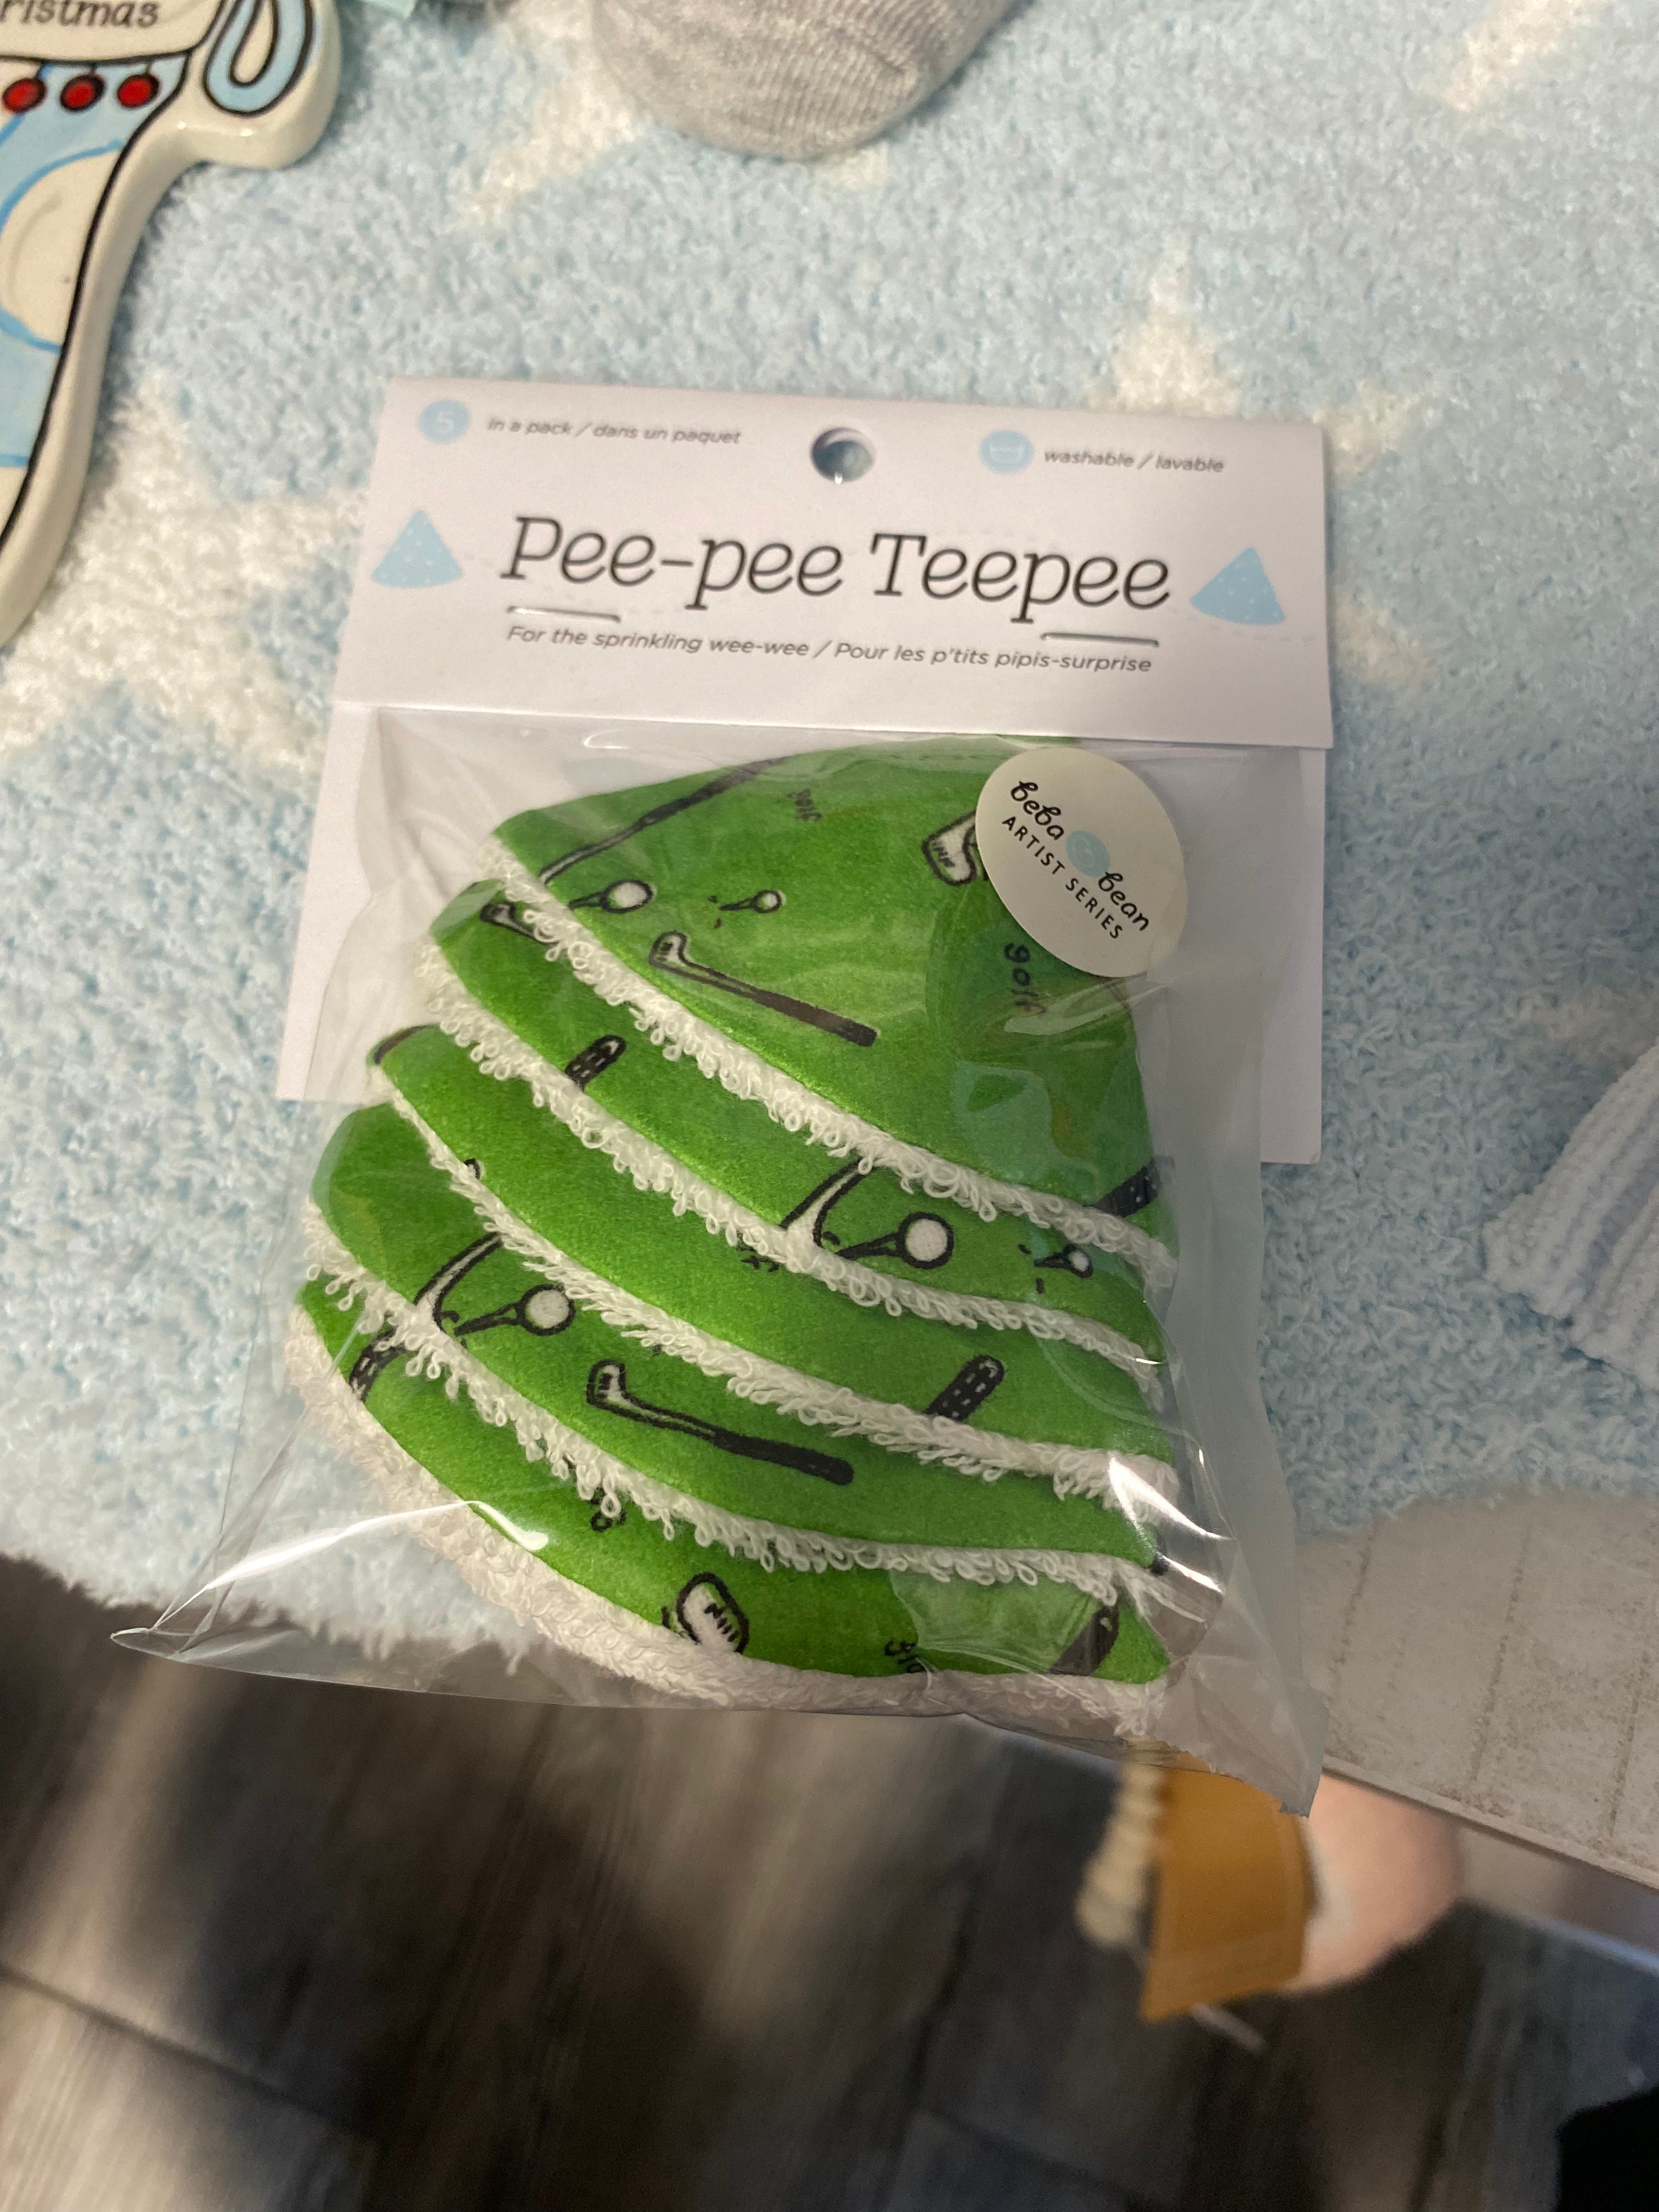 ristmas
5 in a pack / dans un paquet
washable / lavable
Pee-pee Teepee
For the sprinkling wee-wee / Pour les p'tits pipis-surprise
beba bean
ARTIST SERIES
golf
golf